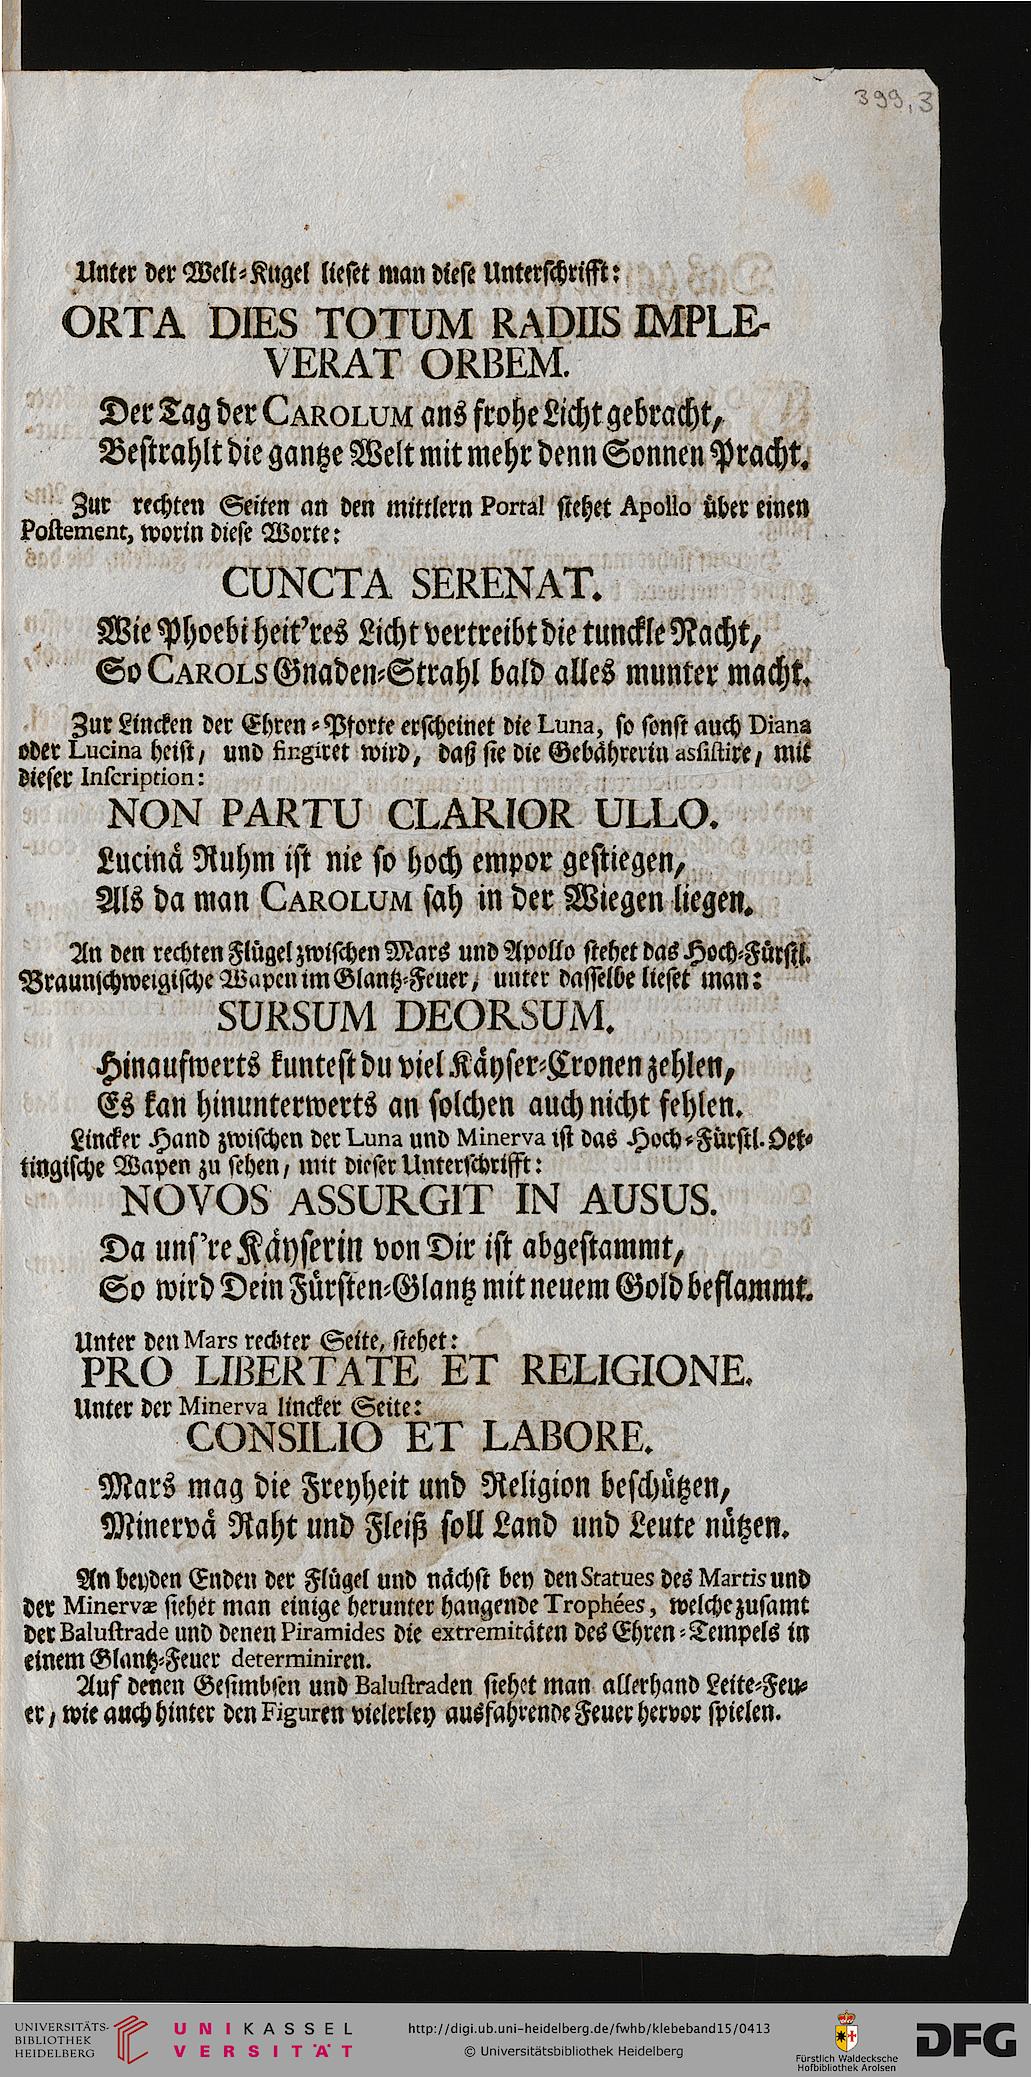 399,3
Unter der Welt-Kugel lieset man diese Unterschrifft:
ORTA DIES TOTUM RADIIS IMPLE-
VERAT ORBEM.
Der Tag der CAROLUM ans frohe Licht gebracht,
Bestrahlt die gantze Welt mit mehr denn Sonnen Pracht.
Zur rechten Seiten an den mittlern Portal stehet Apollo über einen
Postement, worin diese Worte:
CUNCTA SERENAT.
Wie Phoebi heit'res Licht vertreibt die tunckle Nacht,
So CAROLS Gnaden-Strahl bald alles munter macht.
Zur Lincken der Ehren-Pforte erscheinet die Luna, so sonst auch Diana
oder Lucina heist, und fingiret wird, daß sie die Gebährerin assistire, mit
dieser Inscription:
NON PARTU CLARIOR ULLO.
Lucinä Ruhm ist nie so hoch empor gestiegen,
Als da man CAROLUM sah in der Wiegen liegen.
An den rechten Flügel zwischen Mars und Apollo stehet das Hoch-Fürstl.
Braunschweigische Wapen im Glantz-Feuer, unter dasselbe lieset man:
SURSUM DEORSUM.
Hinaufwerts kuntest du viel Käyser-Cronen zehlen,
Es kan hinunterwerts an solchen auch nicht fehlen.
Lincker Hand zwischen der Luna und Minerva ist das Hoch-Fürstl. Oet-
tingische Wapen zu sehen, mit dieser Unterschrifft:
NOVOS ASSURGIT IN AUSUS.
Da uns're Käyserin von Dir ist abgestammt,
So wird Dein Fürsten-Glantz mit neuem Gold beflammt.
Unter den Mars rechter Seite, stehet:
PRO LIBERTATE ET RELIGIONE.
Unter der Minerva lincker Seite:
CONSILIO ET LABORE.
Mars mag die Freyheit und Religion beschützen,
Minervä Raht und Fleiß soll Land und Leute nützen.
An beyden Enden der Flügel und nächst bey den Statues des Martis und
der Minervæ siehet man einige herunter hangende Trophées, welche zusamt
der Balustrade und denen Piramides die extremitäten des Ehren-Tempels in
einem Glantz-Feuer determiniren.
Auf denen Gesimbsen und Balustraden siehet man allerhand Leite-Feu-
er, wie auch hinter den Figuren vielerley ausfahrende Feuer hervor spielen.
UNIVERSITÄTS-
BIBLIOTHEK
HEIDELBERG
UNIKASSEL
VERSITÄT
http://digi.ub.uni-heidelberg.de/fwhb/klebeband15/0413
© Universitätsbibliothek Heidelberg
Fürstlich Waldecksche
Hofbibliothek Arolsen
DFG